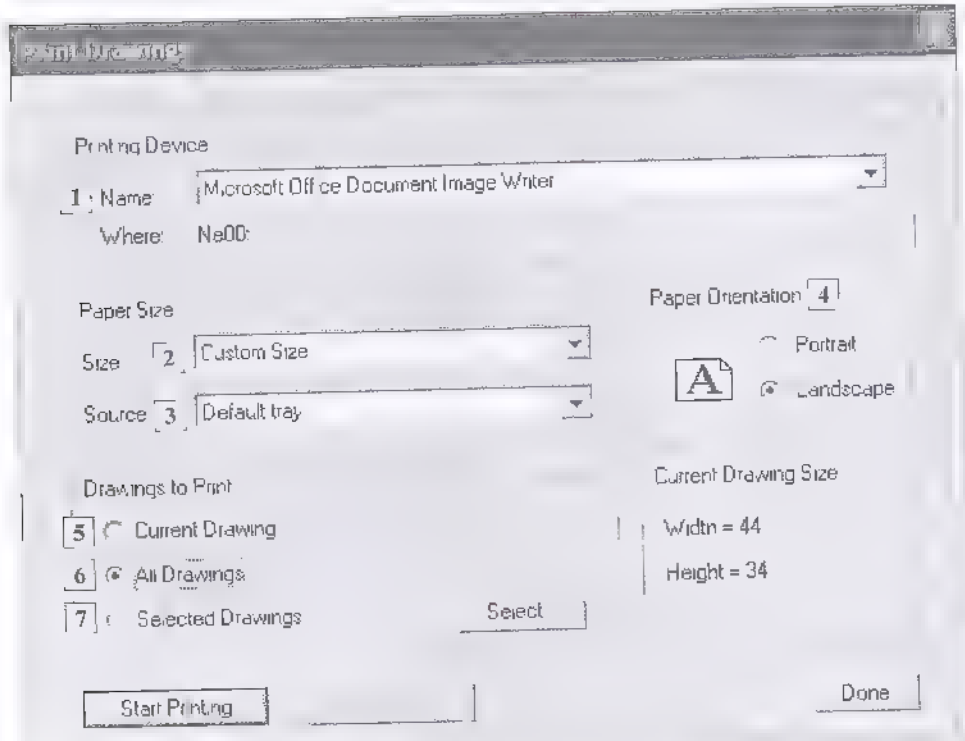 Printing Device
1 Name: Microsoft Office Document Image Writer
Where: Ne00:
Paper Size
Paper Orientation 4
Size 2 Custom Size
Portrait
A
Landscape
Source 3 Default tray
Drawings to Print
Current Drawing Size
5 Current Drawing
Width = 44
6 All Drawings
Height = 34
7 Selected Drawings
Select
Start Printing
Done